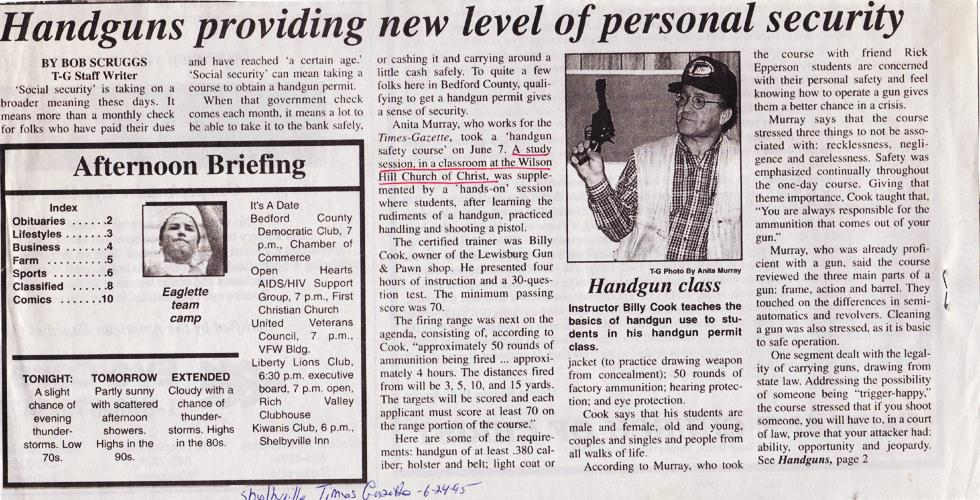 Handguns providing new level of personal security
BY BOB SCRUGGS
T-G Staff Writer
'Social security' is taking on a
broader meaning these days. It
means more than a monthly check
for folks who have paid their dues
and have reached 'a certain age.'
'Social security' can mean taking a
course to obtain a handgun permit.
When that government check
comes each month, it means a lot to
be able to take it to the bank safely,
or cashing it and carrying around a
little cash safely. To quite a few
folks here in Bedford County, quali-
fying to get a handgun permit gives
a sense of security.
Anita Murray, who works for the
Times-Gazette, took a 'handgun
safety course' on June 7. A study
session, in a classroom at the Wilson
Hill Church of Christ, was supple-
mented by a 'hands-on' session
where students, after learning the
rudiments of a handgun, practiced
handling and shooting a pistol.
The certified trainer was Billy
Cook, owner of the Lewisburg Gun
& Pawn shop. He presented four
hours of instruction and a 30-ques-
tion test. The minimum passing
score was 70.
The firing range was next on the
agenda, consisting of, according to
Cook, "approximately 50 rounds of
ammunition being fired ... approxi-
mately 4 hours. The distances fired
from will be 3, 5, 10, and 15 yards.
The targets will be scored and each
applicant must score at least 70 on
the range portion of the course."
Here are some of the require-
ments: handgun of at least .380 cal-
iber; holster and belt; light coat or
T-G Photo By Anita Murray
Handgun class
Instructor Billy Cook teaches the
basics of handgun use to stu-
dents in his handgun permit
class.
jacket (to practice drawing weapon
from concealment); 50 rounds of
factory ammunition; hearing protec-
tion; and eye protection.
Cook says that his students are
male and female, old and young,
couples and singles and people from
all walks of life.
According to Murray, who took
the course with friend Rick
Epperson students are concerned
with their personal safety and feel
knowing how to operate a gun gives
them a better chance in a crisis.
Murray says that the course
stressed three things to not be asso-
ciated with: recklessness, negli-
gence and carelessness. Safety was
emphasized continually throughout
the one-day course. Giving that
theme importance, Cook taught that,
"You are always responsible for the
ammunition that comes out of your
gun."
Murray, who was already profi-
cient with a gun, said the course
reviewed the three main parts of a
gun: frame, action and barrel. They
touched on the differences in semi-
automatics and revolvers. Cleaning
a gun was also stressed, as it is basic
to safe operation.
One segment dealt with the legal-
ity of carrying guns, drawing from
state law. Addressing the possibility
of someone being "trigger-happy,"
the course stressed that if you shoot
someone, you will have to, in a court
of law, prove that your attacker had:
ability, opportunity and jeopardy.
See Handguns, page 2
Afternoon Briefing
Index
Obituaries ......2
Lifestyles .......3
Business .......4
Farm ..........5
Sports .........6
Classified .......8
Comics ........10
Eaglette
team
camp
It's A Date
Bedford County
Democratic Club, 7
p.m., Chamber of
Commerce
Open Hearts
AIDS/HIV Support
Group, 7 p.m., First
Christian Church
United Veterans
Council, 7 p.m.,
VFW Bldg.
Liberty Lions Club,
6:30 p.m. executive
board, 7 p.m. open,
Rich Valley
Clubhouse
Kiwanis Club, 6 p.m.,
Shelbyville Inn
TONIGHT:
A slight
chance of
evening
thunder-
storms. Low
70s.
TOMORROW
Partly sunny
with scattered
afternoon
showers.
Highs in the
90s.
EXTENDED
Cloudy with a
chance of
thunder-
storms. Highs
in the 80s.
Shelbyville Times Gazette -6-24-95